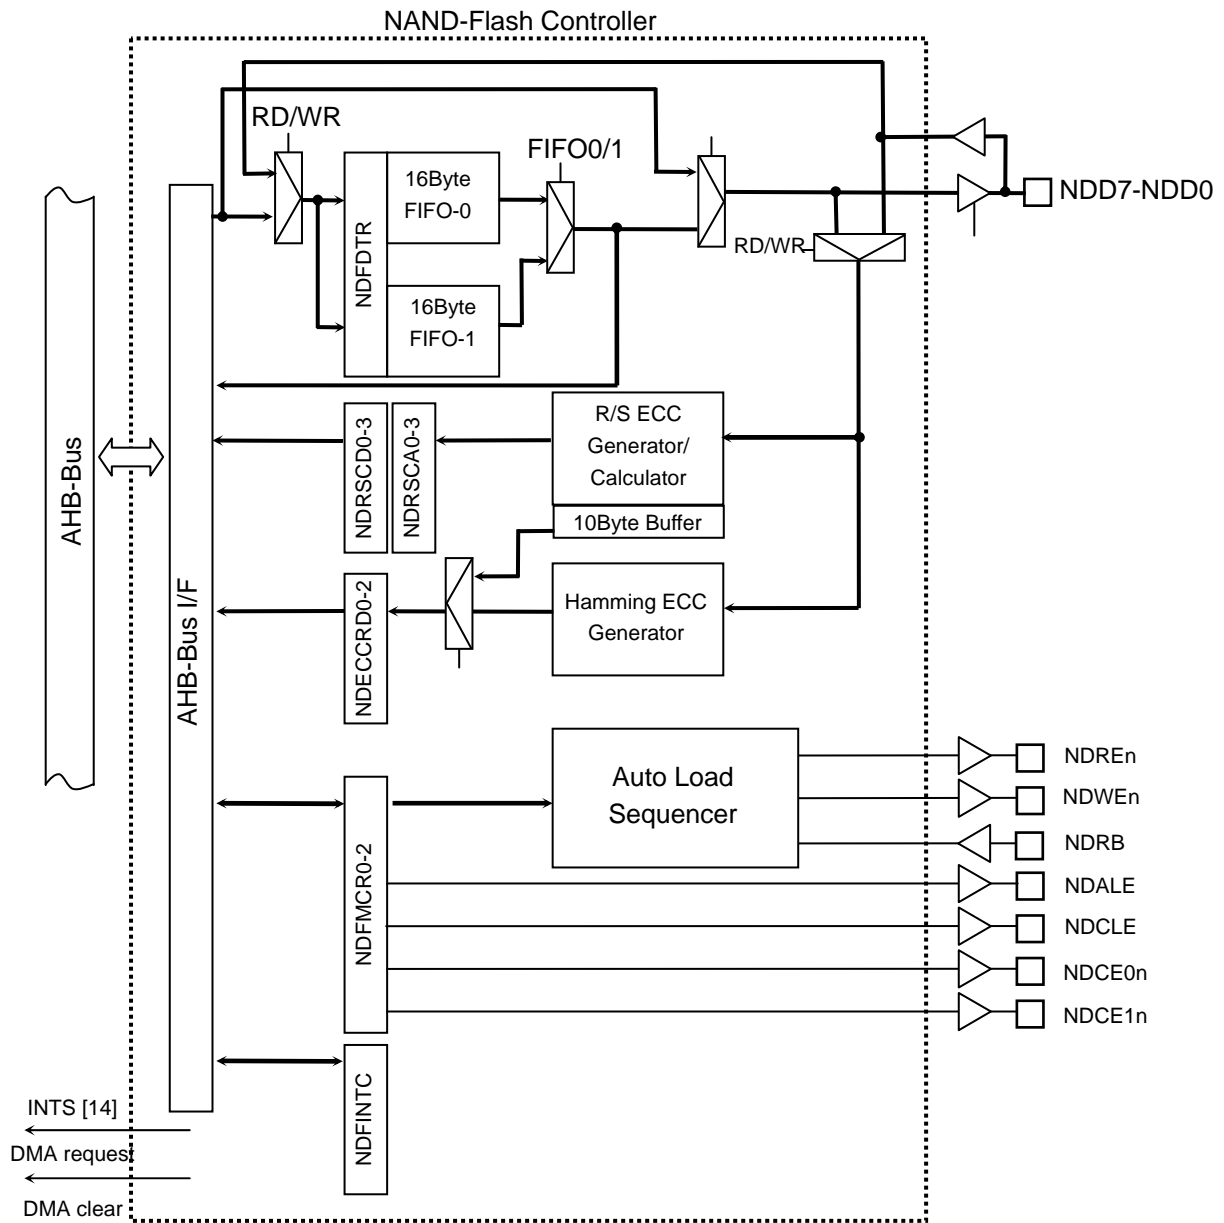 NAND-Flash Controller
RD/WR
FIFO0/1
NDFDTR
16Byte
FIFO-0
16Byte
FIFO-1
NDD7-NDD0
RD/WR
AHB-Bus
AHB-Bus I/F
NDRSCD0-3
NDRSCA0-3
R/S ECC
Generator/
Calculator
10Byte Buffer
NDECCRD0-2
Hamming ECC
Generator
NDFMCR0-2
Auto Load
Sequencer
NDREn
NDWEn
NDRB
NDALE
NDCLE
NDCE0n
NDCE1n
NDFINTC
INTS [14]
DMA request
DMA clear